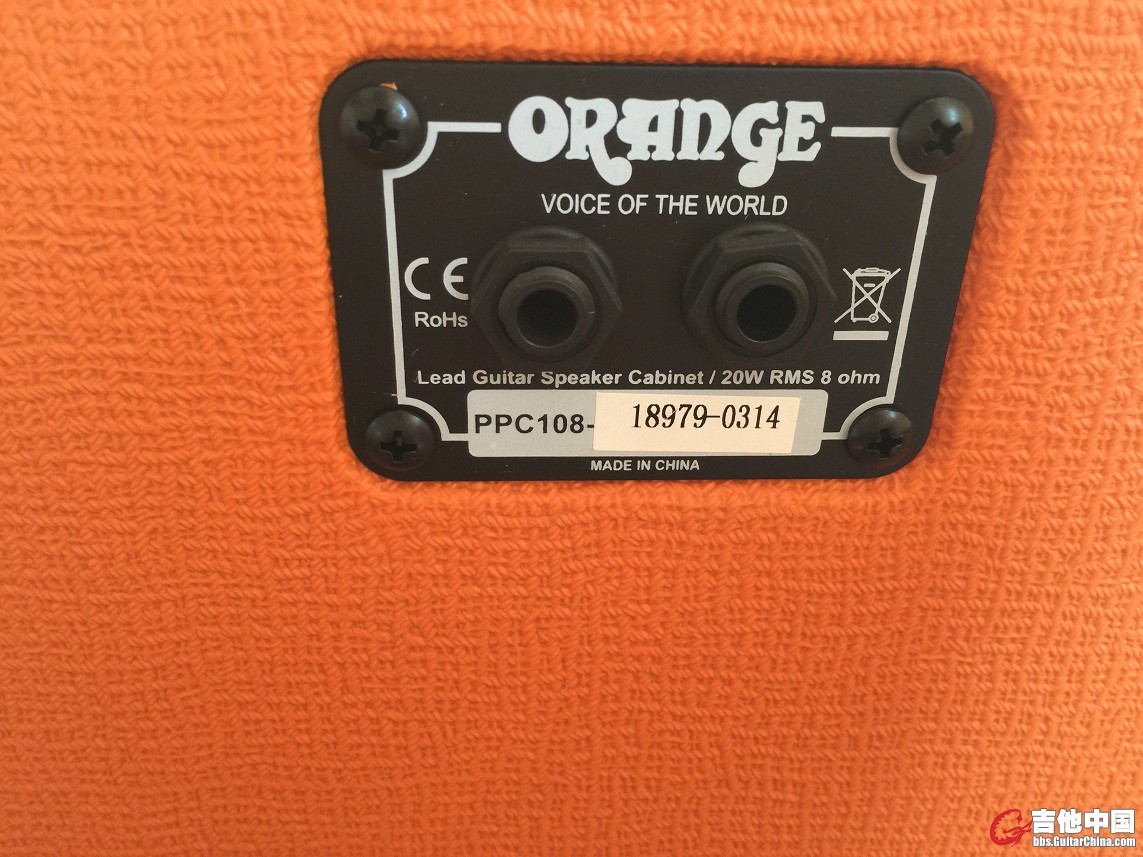 ORANGE
VOICE OF THE WORLD
CE
RoHs
Lead Guitar Speaker Cabinet / 20W RMS 8 ohm
PPC108- 18979-0314
MADE IN CHINA
吉他中国
bbs.GuitarChina.com